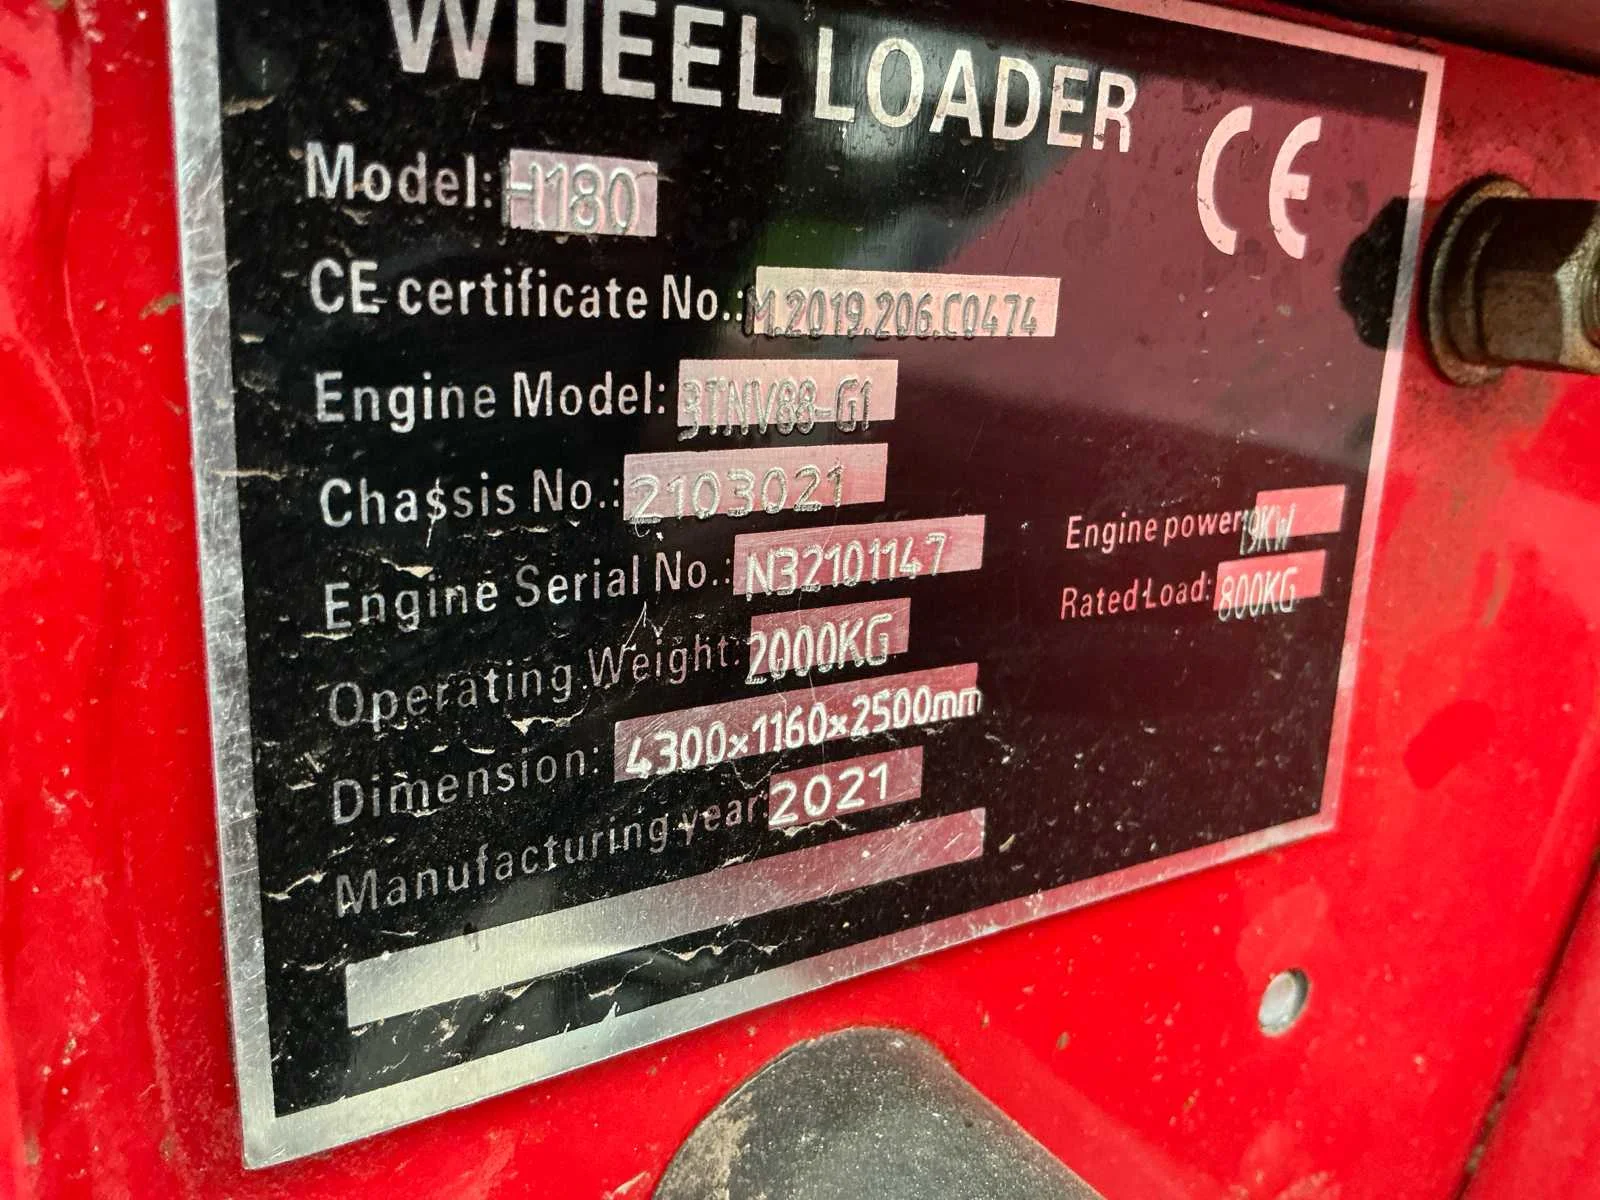 WHEEL LOADER
CE
Model: H180
CE certificate No.: M.2019.206.C0474
Engine Model: 3TNV88-G1
Chassis No.: 2103021
Engine Serial No.: N32101147
Engine power: 19KW
Operating Weight: 2000KG
Rated Load: 800KG
Dimension: 4300×1160×2500mm
Manufacturing year: 2021